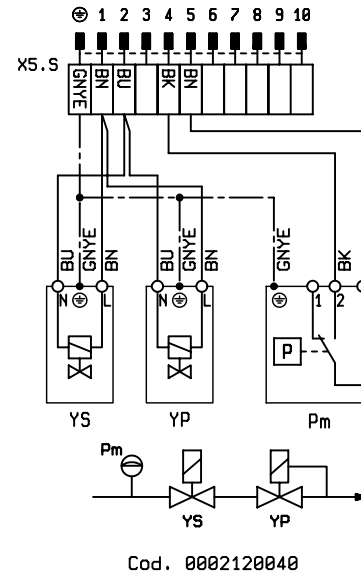 1 2 3 4 5 6 7 8 9 10
X5.S
GNYE BN BU BK BN
BU GNYE BN BU GNYE BN GNYE BK
N L N L 1 2
P
YS YP Pm
Pm
YS YP
Cod. 0002120040